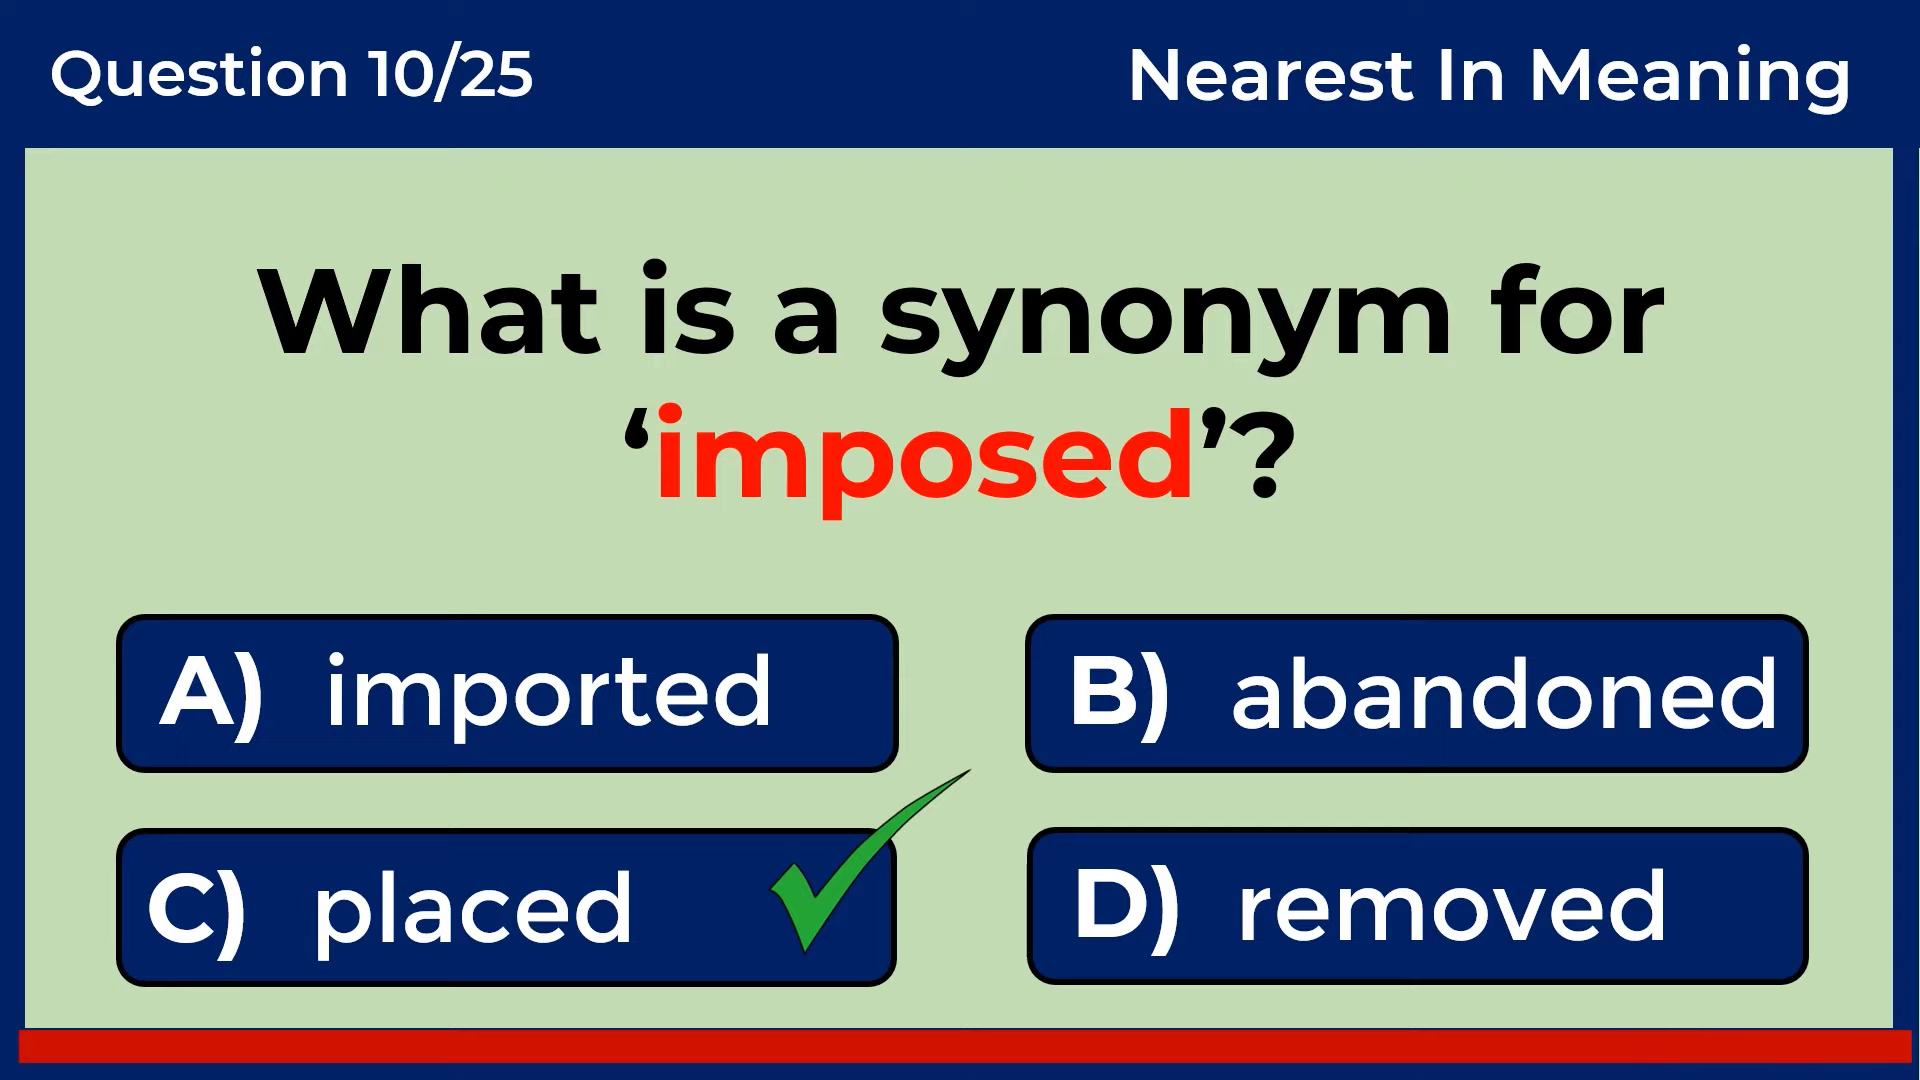 Question 10/25
Nearest In Meaning
What is a synonym for
‘imposed’?
A) imported
B) abandoned
C) placed
D) removed